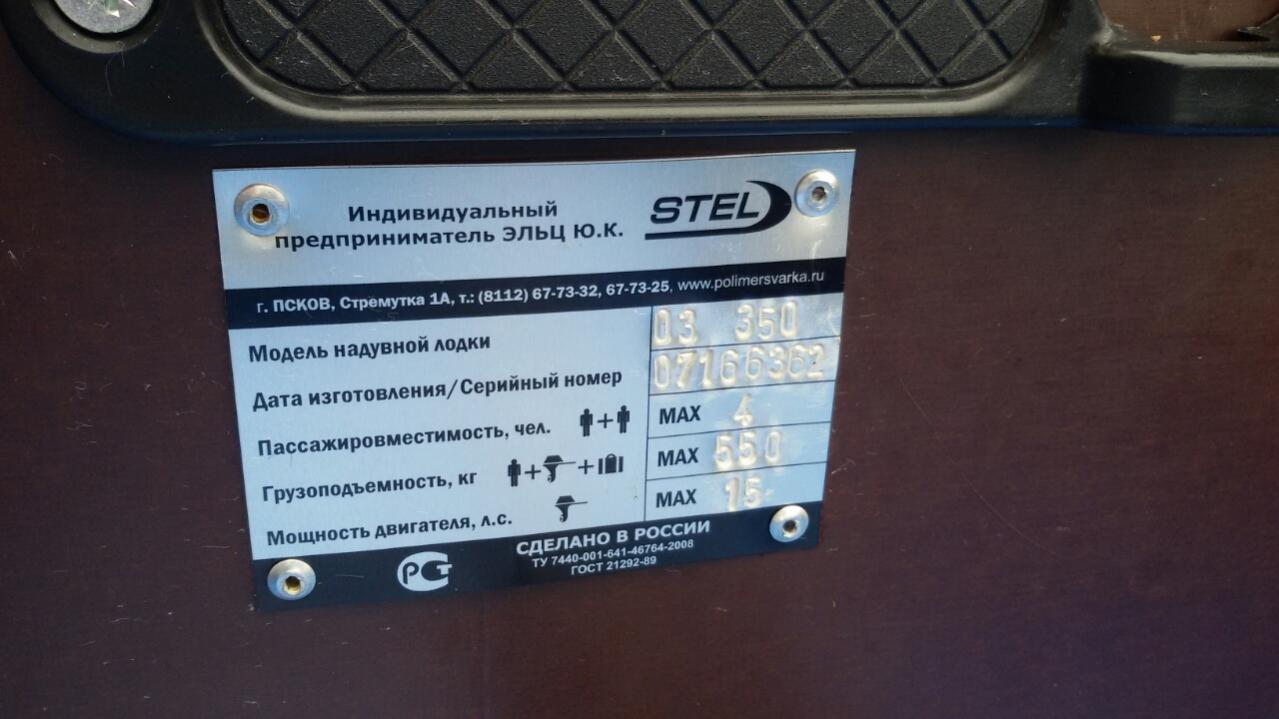 Индивидуальный
предприниматель ЭЛЬЦ Ю.К.
STEL
г. ПСКОВ, Стремутка 1А, т.: (8112) 67-73-32, 67-73-25, www.polimersvarka.ru
Модель надувной лодки 03 350
Дата изготовления/Серийный номер 07166362
Пассажировместимость, чел. MAX 4
Грузоподъемность, кг MAX 550
Мощность двигателя, л.с. MAX 15
РСТ
СДЕЛАНО В РОССИИ
ТУ 7440-001-641-46764-2008
ГОСТ 21292-89